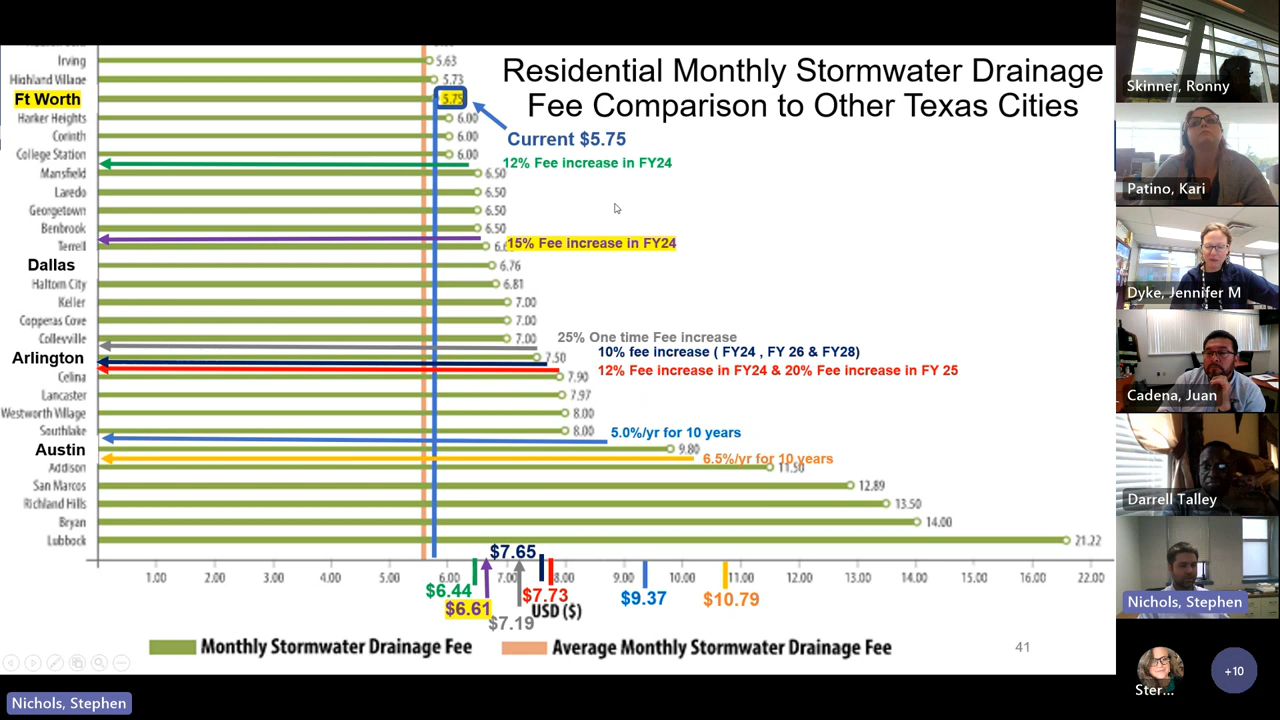 Residential Monthly Stormwater Drainage
Fee Comparison to Other Texas Cities
Irving 5.63
Highland Village 5.73
Ft Worth 5.75
Current $5.75
Harker Heights 6.00
Corinth 6.00
College Station 6.00
12% Fee increase in FY24
Mansfield 6.50
Laredo 6.50
Georgetown 6.50
Benbrook 6.50
15% Fee increase in FY24
Terrell
Dallas 6.76
Haltom City 6.81
Keller 7.00
Copperas Cove 7.00
Colleyville 7.00
25% One time Fee increase
10% fee increase ( FY24 , FY 26 & FY28)
Arlington 7.50
12% Fee increase in FY24 & 20% Fee increase in FY 25
Celina 7.90
Lancaster 7.97
Westworth Village 8.00
Southlake 8.00
5.0%/yr for 10 years
Austin 9.80
6.5%/yr for 10 years
Addison 11.50
San Marcos 12.89
Richland Hills 13.50
Bryan 14.00
Lubbock 21.22
1.00 2.00 3.00 4.00 5.00 6.00 7.00 8.00 9.00 10.00 11.00 12.00 13.00 14.00 15.00 16.00 22.00
$7.65
$6.44
$6.61
$7.19
$7.73
$9.37
$10.79
USD ($)
Monthly Stormwater Drainage Fee
Average Monthly Stormwater Drainage Fee
41
Nichols, Stephen
Skinner, Ronny
Patino, Kari
Dyke, Jennifer M
Cadena, Juan
Darrell Talley
Nichols, Stephen
Ster...
+10